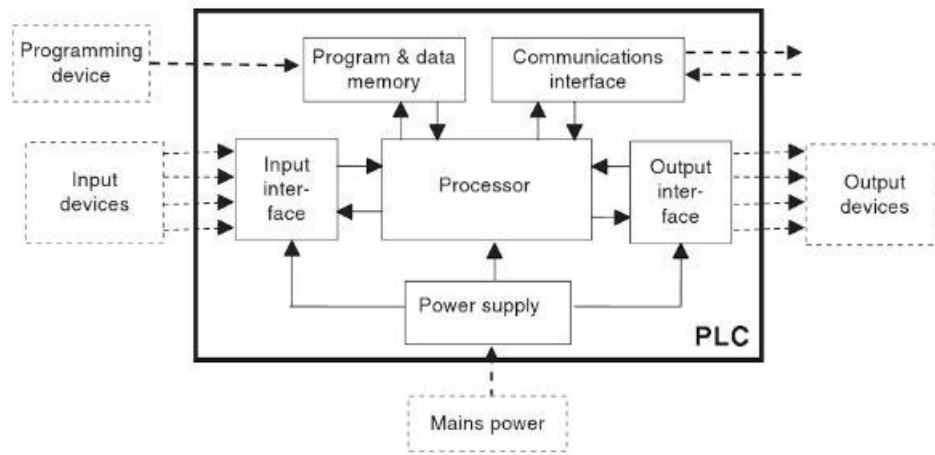 Programming
device
Program & data
memory
Communications
interface
Input
devices
Input
inter-
face
Processor
Output
inter-
face
Output
devices
Power supply
PLC
Mains power